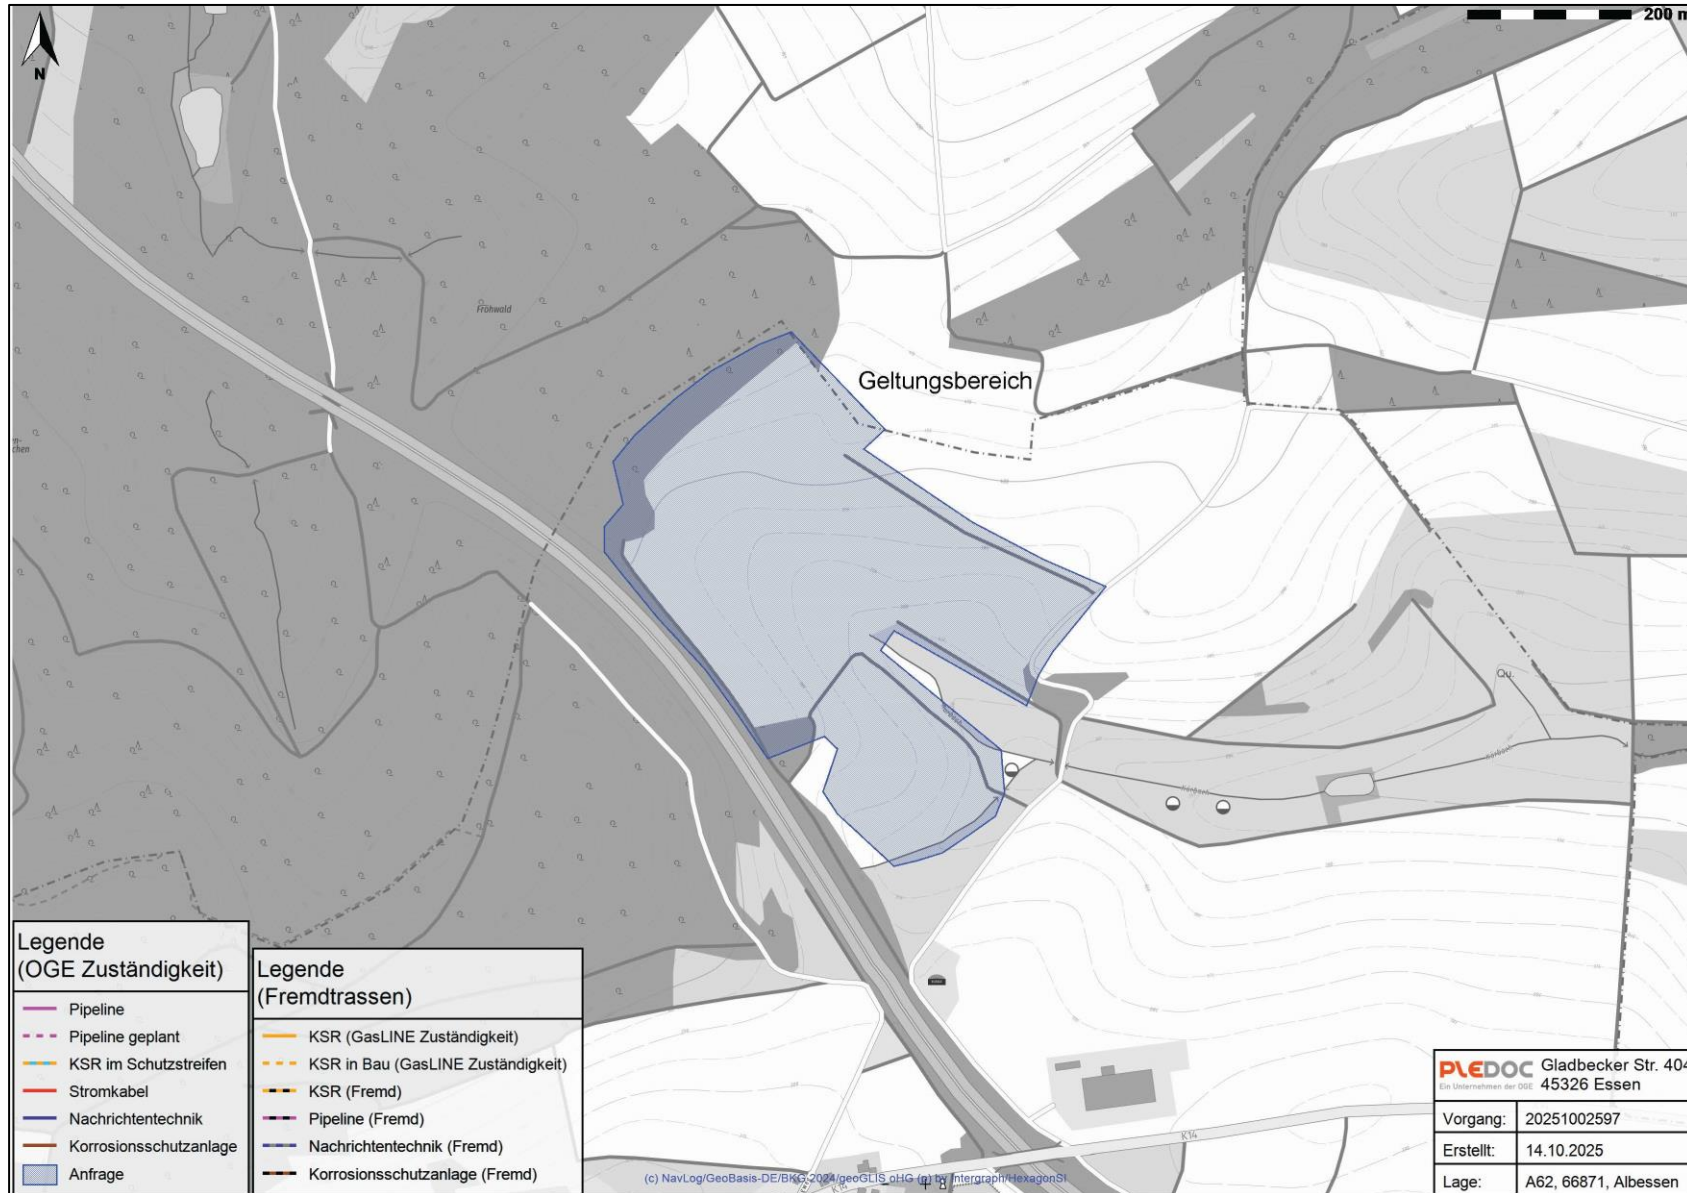 200 m
N
Frohwald
Geltungsbereich
Qu.
K14
K14
Legende
(OGE Zuständigkeit)
Pipeline
Pipeline geplant
KSR im Schutzstreifen
Stromkabel
Nachrichtentechnik
Korrosionsschutzanlage
Anfrage
Legende
(Fremdtrassen)
KSR (GasLINE Zuständigkeit)
KSR in Bau (GasLINE Zuständigkeit)
KSR (Fremd)
Pipeline (Fremd)
Nachrichtentechnik (Fremd)
Korrosionsschutzanlage (Fremd)
(c) NavLog/GeoBasis-DE/BKG 2024/geoGLIS oHG (p) by Intergraph/HexagonSI
PLEDOC
Ein Unternehmen der OGE
Gladbecker Str. 404
45326 Essen
Vorgang: 20251002597
Erstellt: 14.10.2025
Lage: A62, 66871, Albessen